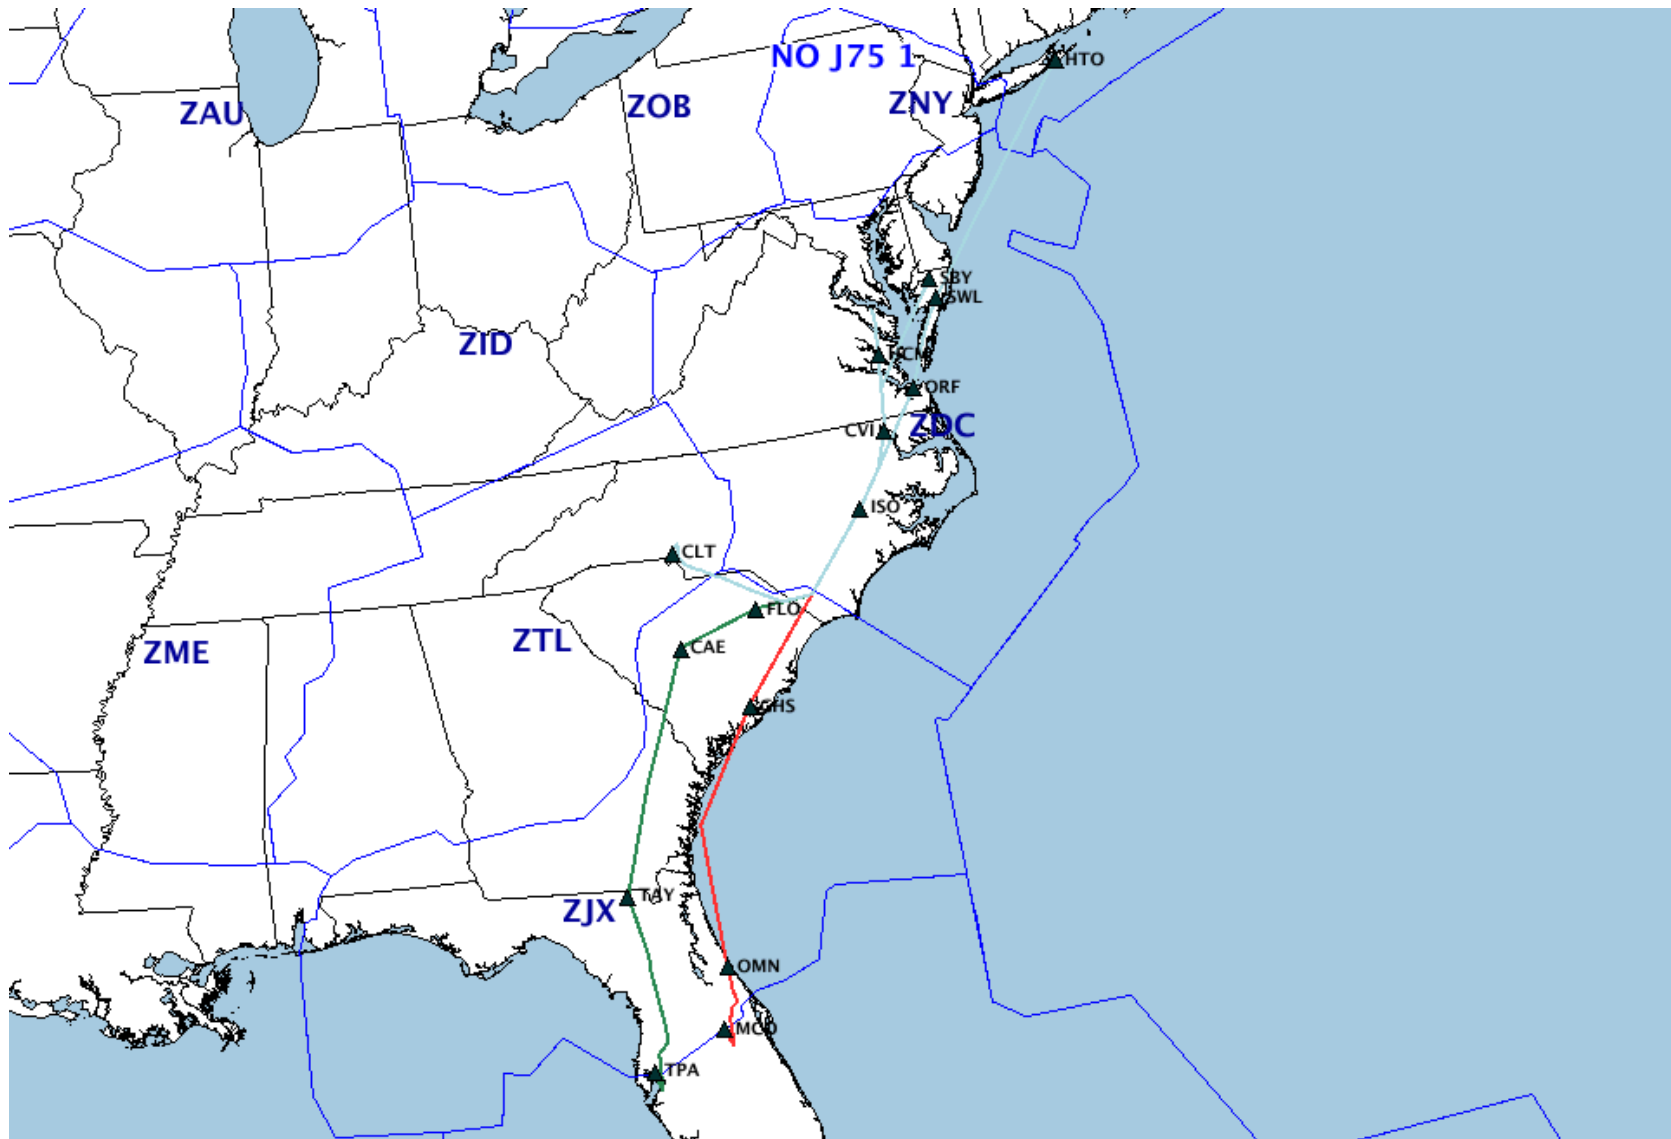 NO J75 1
HTO
ZAU
ZOB
ZNY
SBY
SWL
ZID
HCM
ORF
CVI
ZDC
ISO
CLT
FLO
ZTL
ZME
CAE
CHS
TAY
ZJX
OMN
MCO
TPA